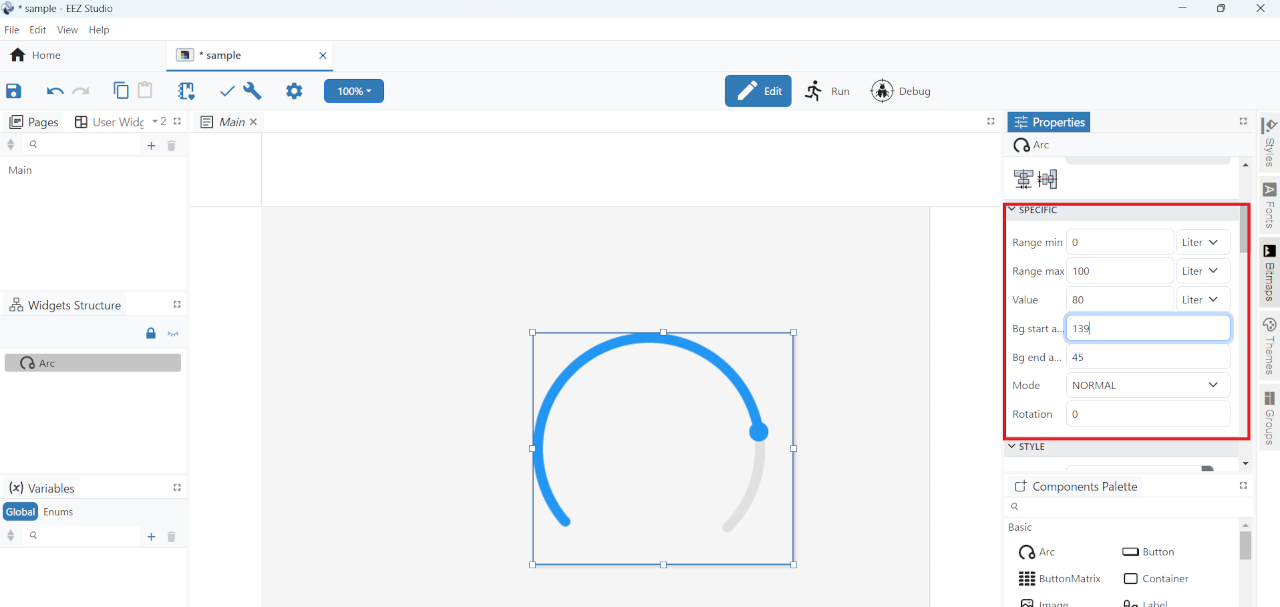 * sample - EEZ Studio
File Edit View Help
Home
* sample
100%
Edit
Run
Debug
Pages
User Widg
2
Main
Properties
Arc
Main
SPECIFIC
Range min 0 Liter
Range max 100 Liter
Value 80 Liter
Bg start a... 139
Bg end a... 45
Mode NORMAL
Rotation 0
STYLE
Widgets Structure
Arc
(x) Variables
Global Enums
Components Palette
Basic
Arc
Button
ButtonMatrix
Container
Image
Label
Styles
A Fonts
Bitmaps
Themes
Groups